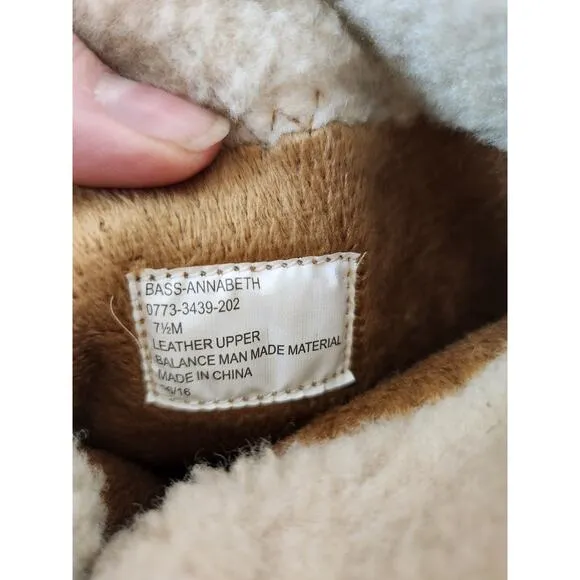 BASS-ANNABETH
0773-3439-202
7½M
LEATHER UPPER
BALANCE MAN MADE MATERIAL
MADE IN CHINA